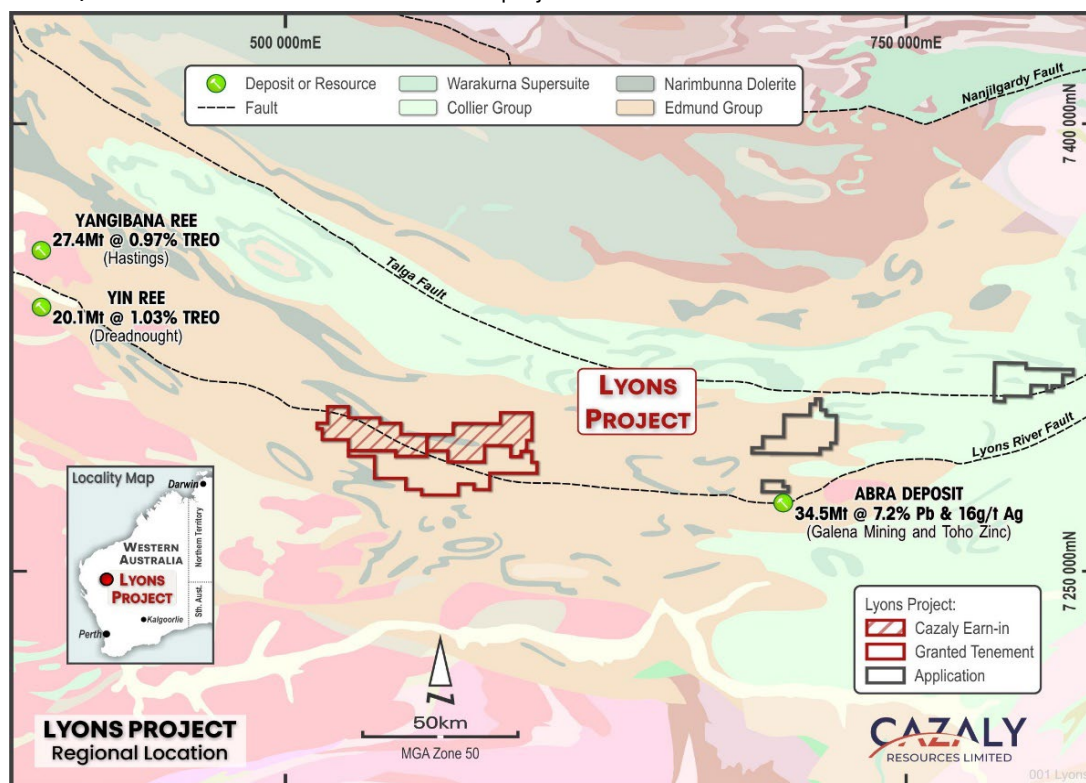 500 000mE
750 000mE
Deposit or Resource
Fault
Warakurna Supersuite
Collier Group
Narimbunna Dolerite
Edmund Group
Nanjilgardy Fault
7 400 000mN
YANGIBANA REE
27.4Mt @ 0.97% TREO
(Hastings)
YIN REE
20.1Mt @ 1.03% TREO
(Dreadnought)
Talga Fault
LYONS
PROJECT
Lyons River Fault
ABRA DEPOSIT
34.5Mt @ 7.2% Pb & 16g/t Ag
(Galena Mining and Toho Zinc)
7 250 000mN
Locality Map
Darwin
WESTERN
AUSTRALIA
Northern Territory
LYONS
PROJECT
Sth. Aust.
Kalgoorlie
Perth
Lyons Project:
Cazaly Earn-in
Granted Tenement
Application
N
50km
MGA Zone 50
LYONS PROJECT
Regional Location
CAZALY
RESOURCES LIMITED
001 Lyons